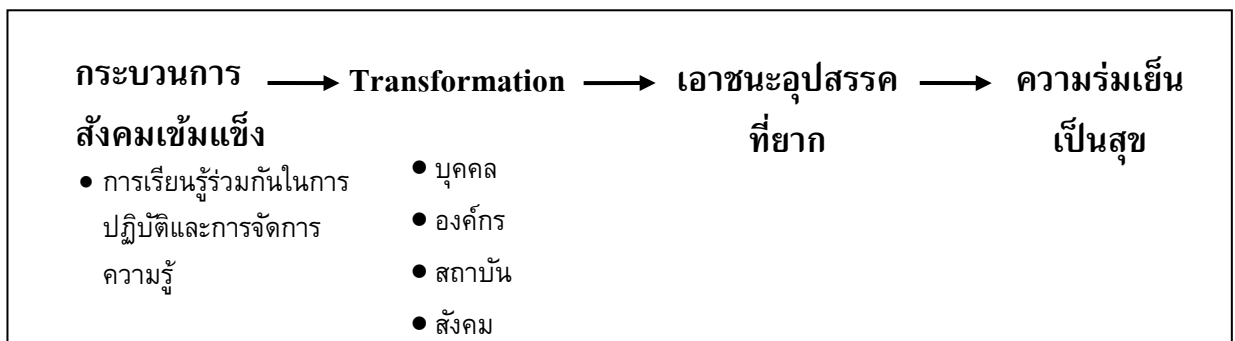 กระบวนการ → Transformation → เอาชนะอุปสรรค → ความร่มเย็น
สังคมเข้มแข็ง ที่ยาก เป็นสุข
● การเรียนรู้ร่วมกันในการ
ปฏิบัติและการจัดการ
ความรู้
● บุคคล
● องค์กร
● สถาบัน
● สังคม